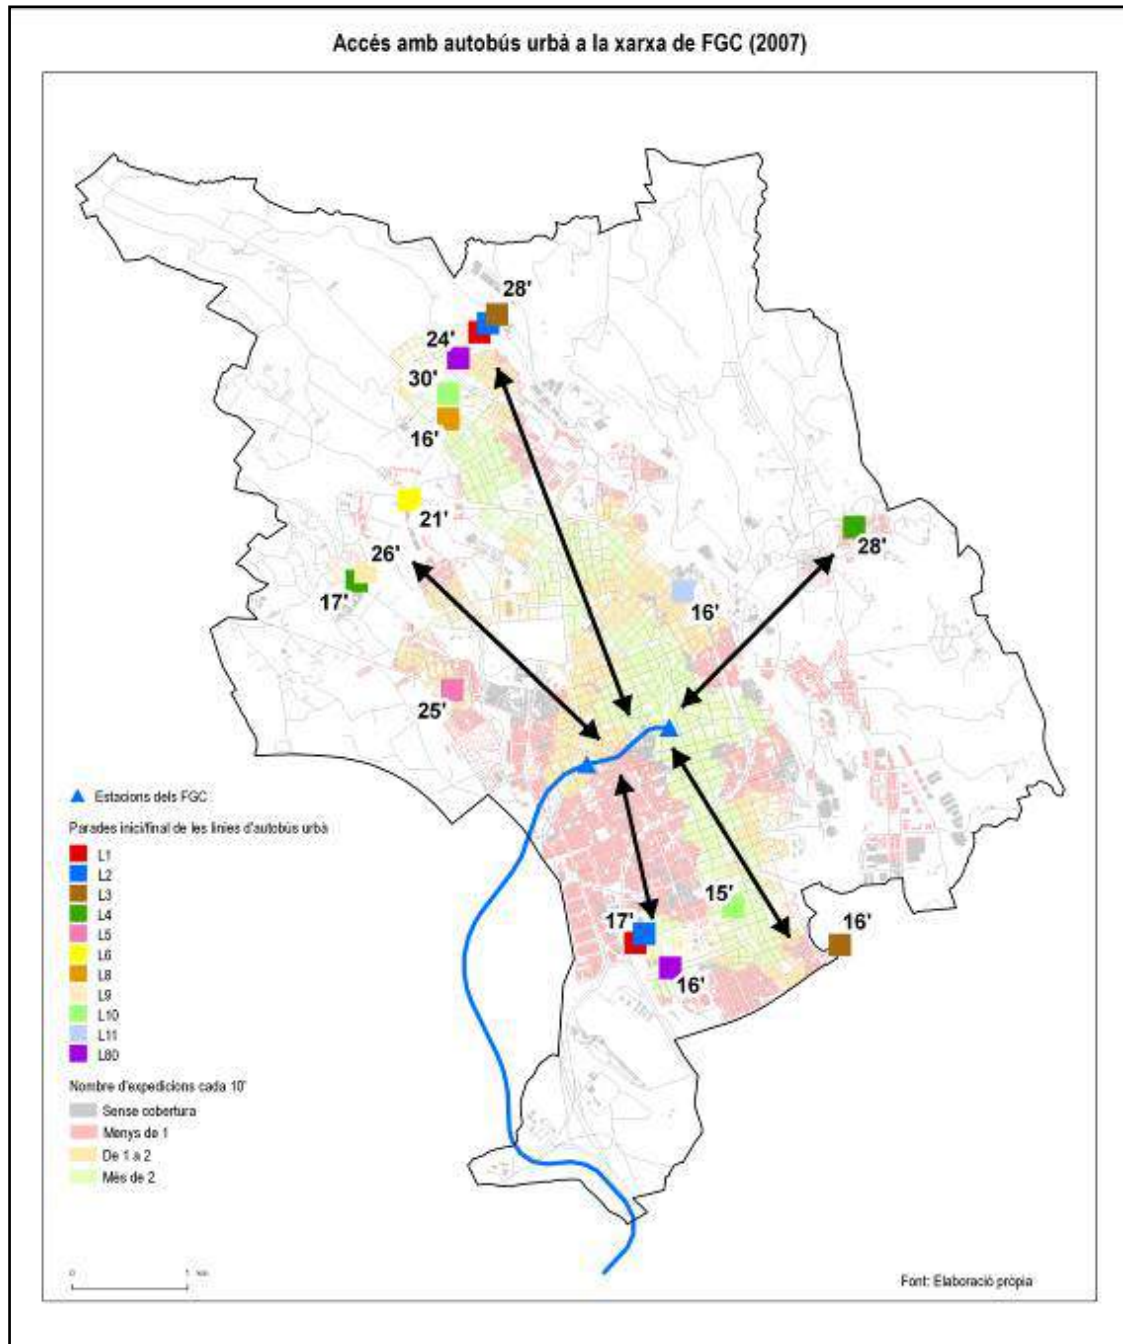 Accés amb autobús urbà a la xarxa de FGC (2007)
28'
24'
30'
16'
21'
26'
17'
28'
16'
25'
Estacions dels FGC
Parades inici/final de les línies d'autobús urbà
L1
L2
L3
L4
L5
L6
L8
L9
L10
L11
L80
15'
17'
16'
16'
Nombre d'expedicions cada 10'
Sense cobertura
Menys de 1
De 1 a 2
Més de 2
0 1 km
Font: Elaboració pròpia